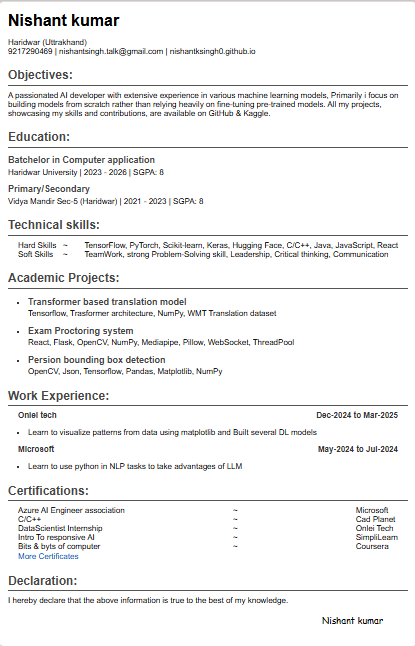 Nishant kumar
Haridwar (Uttrakhand)
9217290469 | nishantsingh.talk@gmail.com | nishantksingh0.github.io
Objectives:
A passionated AI developer with extensive experience in various machine learning models, Primarily i focus on
building models from scratch rather than relying heavily on fine-tuning pre-trained models. All my projects,
showcasing my skills and contributions, are available on GitHub & Kaggle.
Education:
Batchelor in Computer application
Haridwar University | 2023 - 2026 | SGPA: 8
Primary/Secondary
Vidya Mandir Sec-5 (Haridwar) | 2021 - 2023 | SGPA: 8
Technical skills:
Hard Skills ~ TensorFlow, PyTorch, Scikit-learn, Keras, Hugging Face, C/C++, Java, JavaScript, React
Soft Skills ~ TeamWork, strong Problem-Solving skill, Leadership, Critical thinking, Communication
Academic Projects:
• Transformer based translation model
Tensorflow, Trasformer architecture, NumPy, WMT Translation dataset
• Exam Proctoring system
React, Flask, OpenCV, NumPy, Mediapipe, Pillow, WebSocket, ThreadPool
• Persion bounding box detection
OpenCV, Json, Tensorflow, Pandas, Matplotlib, NumPy
Work Experience:
Onlei tech Dec-2024 to Mar-2025
• Learn to visualize patterns from data using matplotlib and Built several DL models
Microsoft May-2024 to Jul-2024
• Learn to use python in NLP tasks to take advantages of LLM
Certifications:
Azure AI Engineer association ~ Microsoft
C/C++ ~ Cad Planet
DataScientist Internship ~ Onlei Tech
Intro To responsive AI ~ SimpliLearn
Bits & byts of computer ~ Coursera
More Certificates
Declaration:
I hereby declare that the above information is true to the best of my knowledge.
Nishant kumar